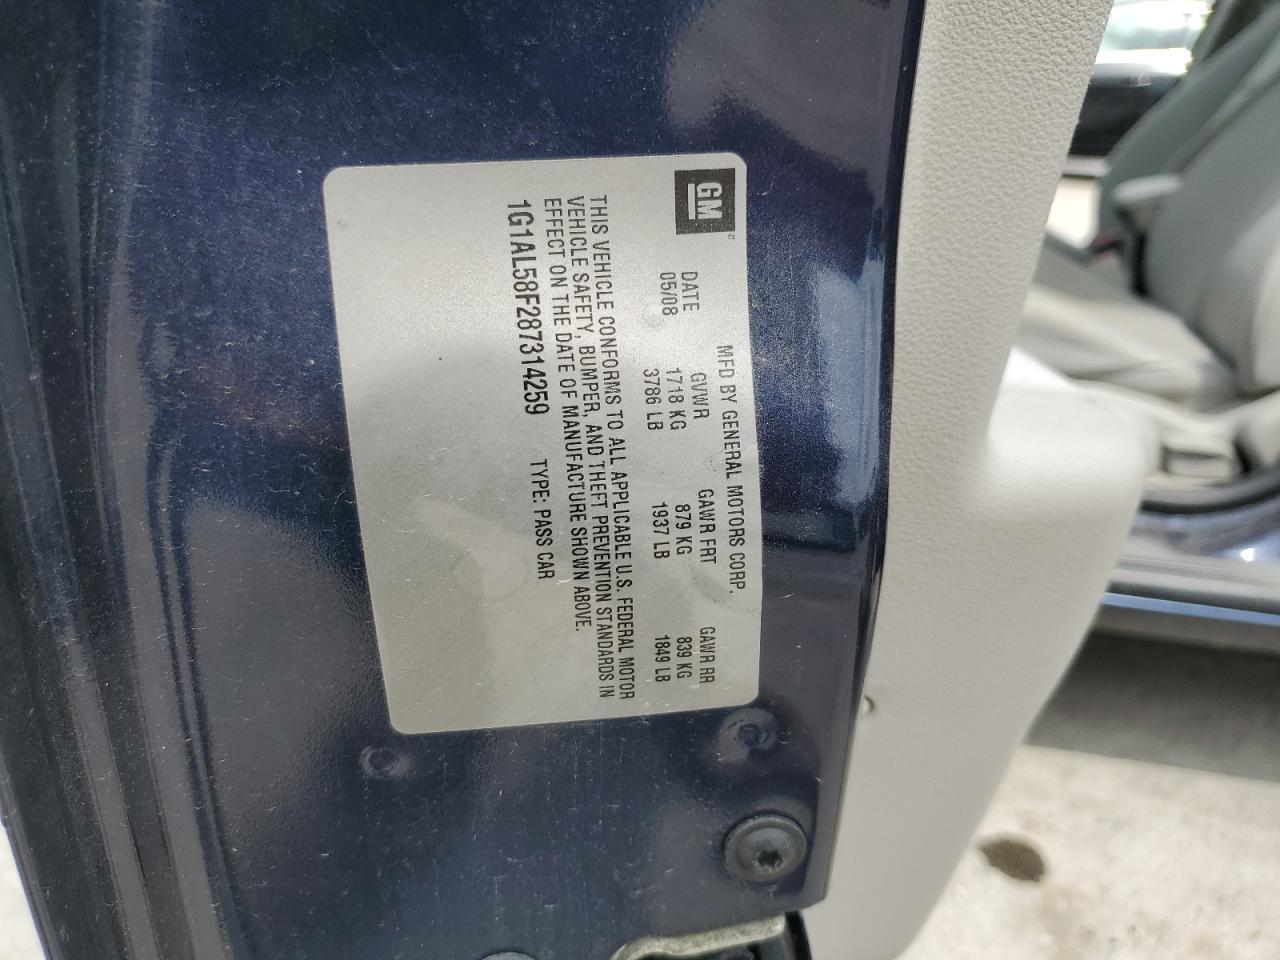 GM
MFD BY GENERAL MOTORS CORP.
DATE GVWR GAWR FRT GAWR RR
05/08 1718 KG 879 KG 839 KG
3786 LB 1937 LB 1849 LB
THIS VEHICLE CONFORMS TO ALL APPLICABLE U.S. FEDERAL MOTOR
VEHICLE SAFETY, BUMPER, AND THEFT PREVENTION STANDARDS IN
EFFECT ON THE DATE OF MANUFACTURE SHOWN ABOVE.
1G1AL58F287314259 TYPE: PASS CAR